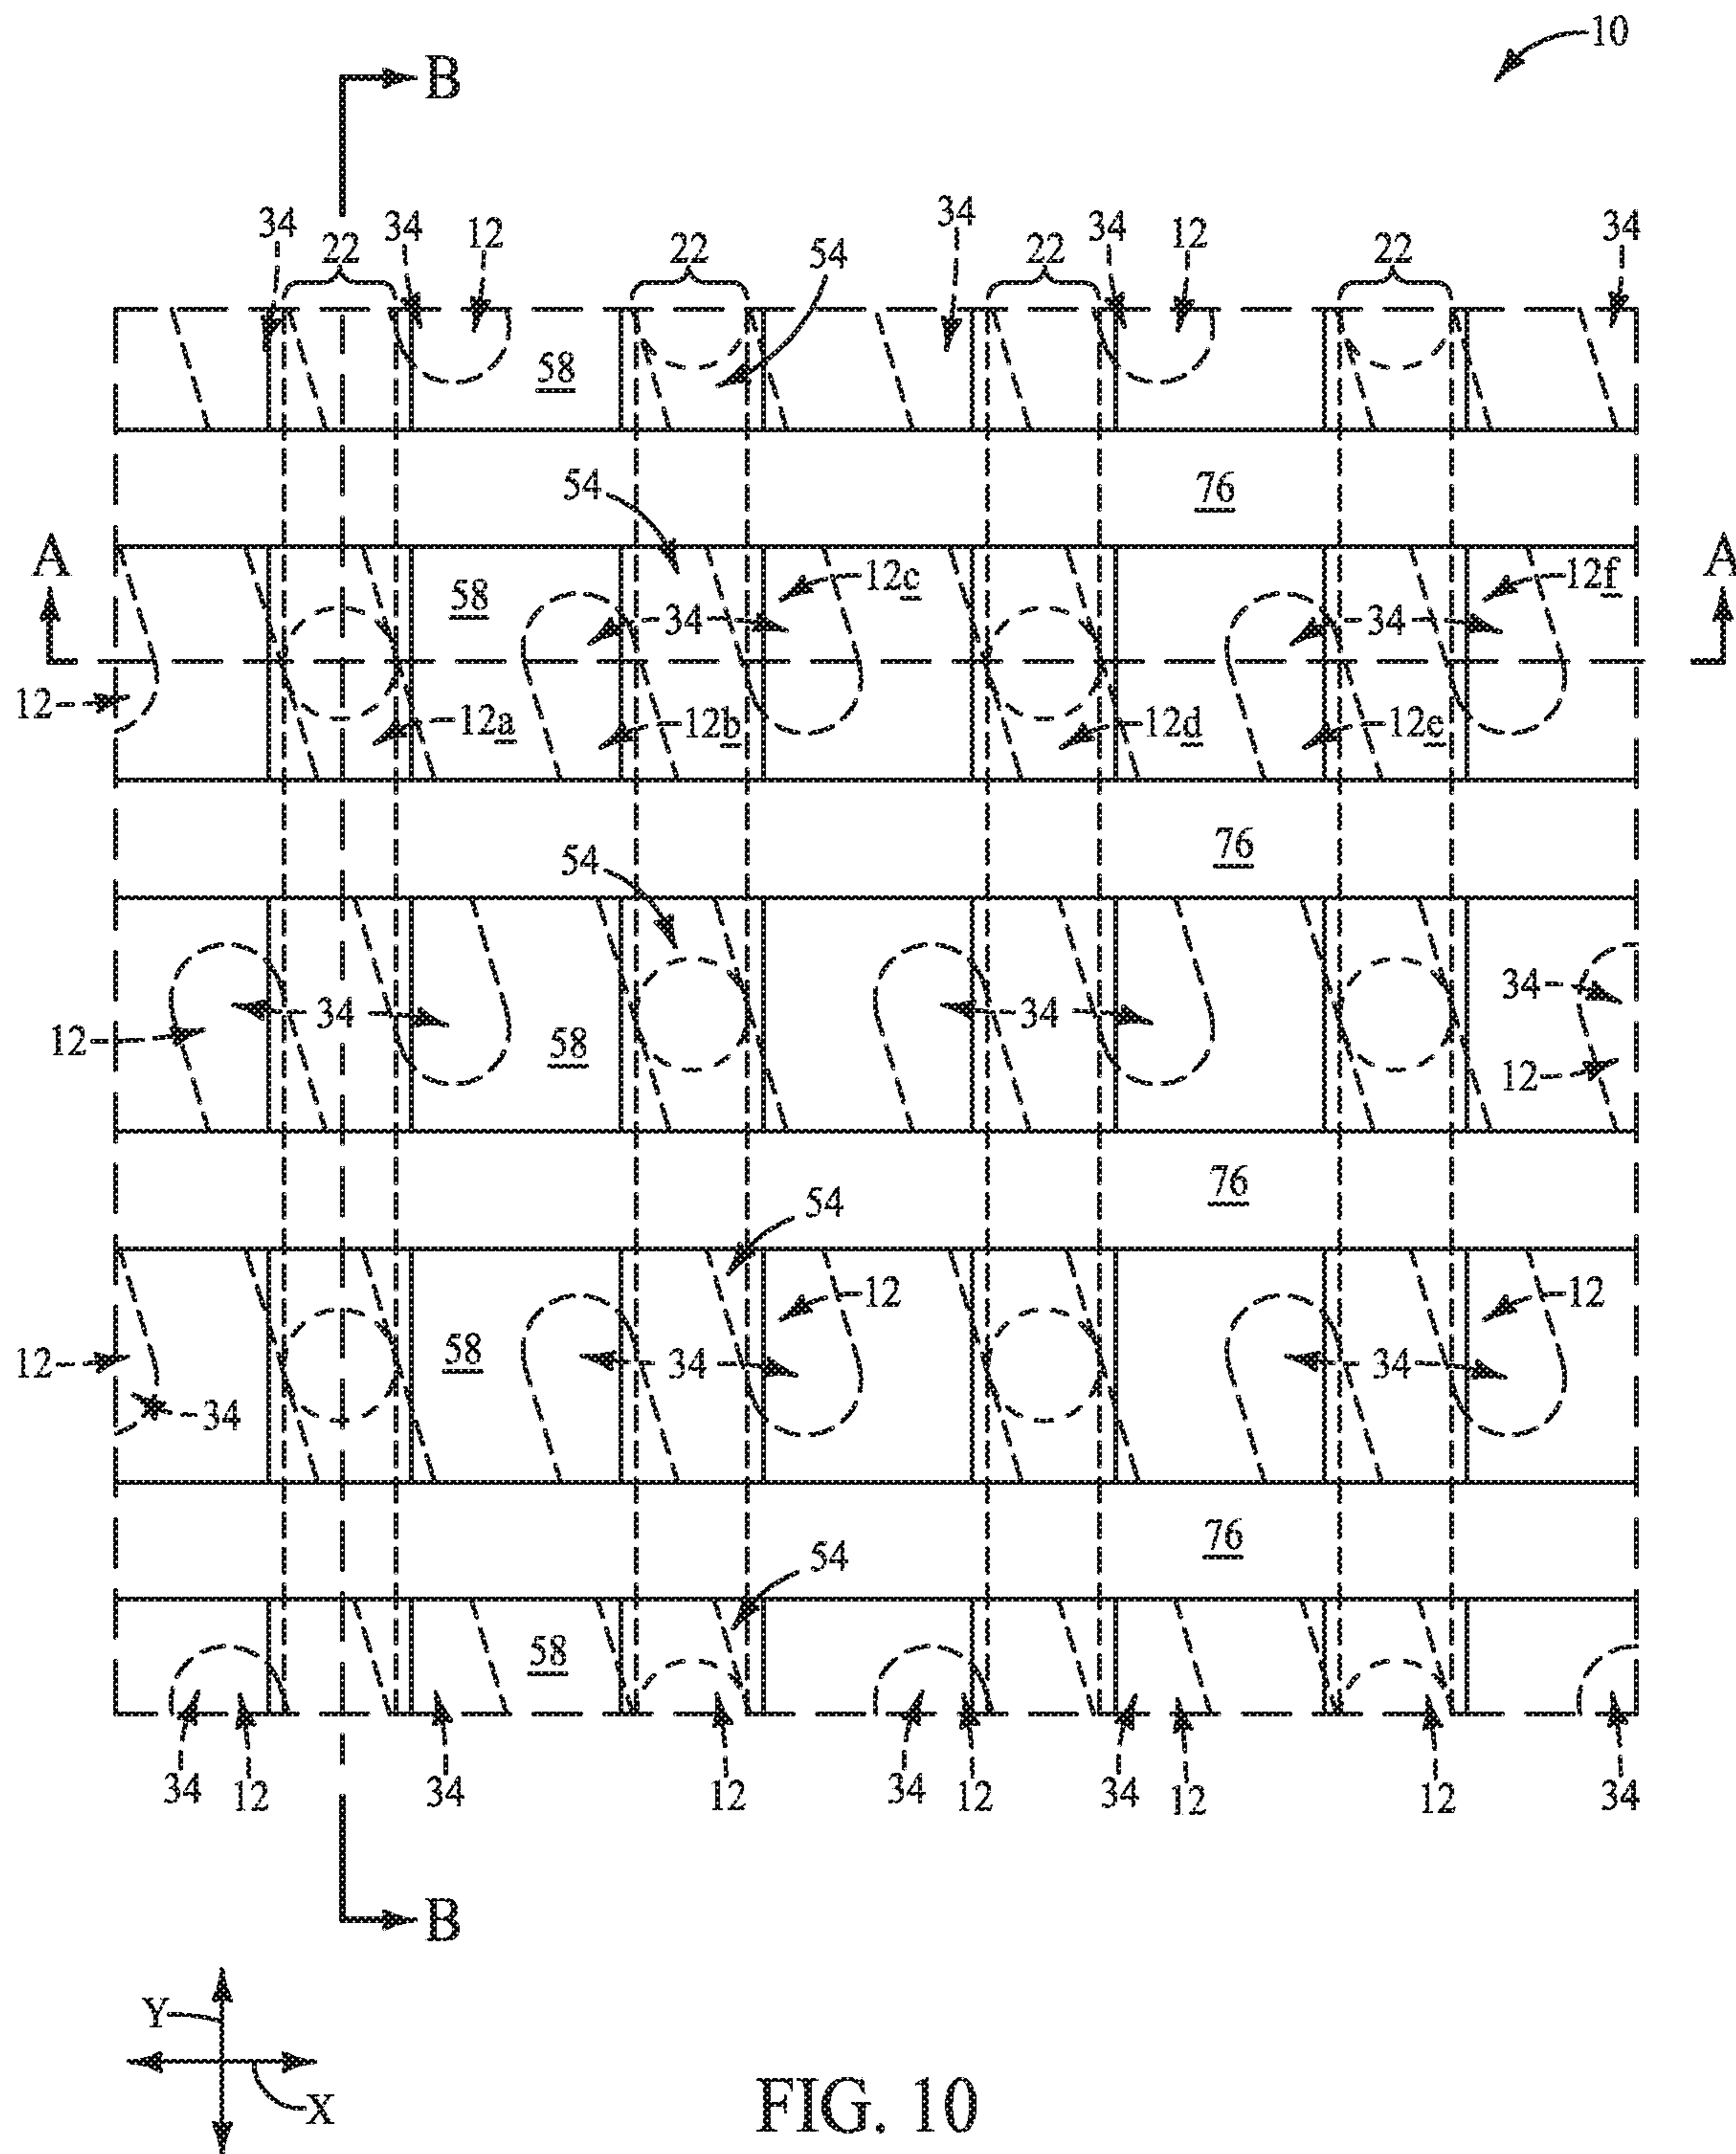 10
B
34 22 34 12 22 54 34 22 34 12 22 34
58
54 76
A A
58 12c 12f
34 34
12 12a 12b 12d 12e
54 76
34 34 34
12 58 12
76
54
12 12
12 58 34 34
34
76
54
58
34 12 34 12 34 12 34 12 12 34
B
Y
X
FIG. 10